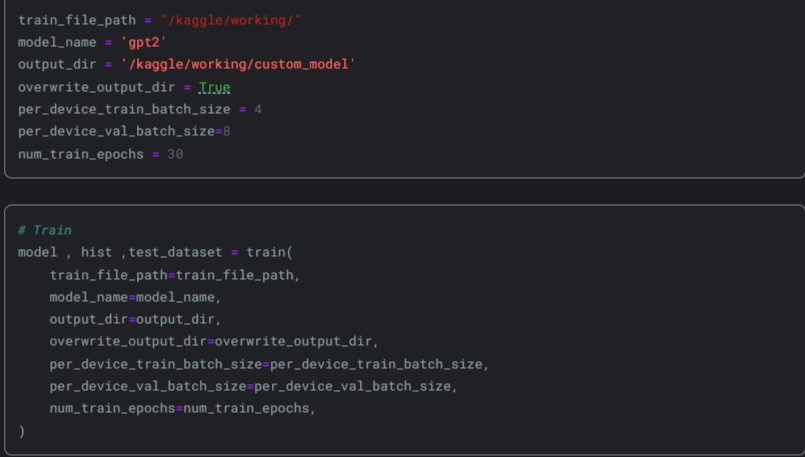 train_file_path = "/kaggle/working/"
model_name = 'gpt2'
output_dir = '/kaggle/working/custom_model'
overwrite_output_dir = True
per_device_train_batch_size = 4
per_device_val_batch_size=8
num_train_epochs = 30
# Train
model , hist ,test_dataset = train(
    train_file_path=train_file_path,
    model_name=model_name,
    output_dir=output_dir,
    overwrite_output_dir=overwrite_output_dir,
    per_device_train_batch_size=per_device_train_batch_size,
    per_device_val_batch_size=per_device_val_batch_size,
    num_train_epochs=num_train_epochs,
)